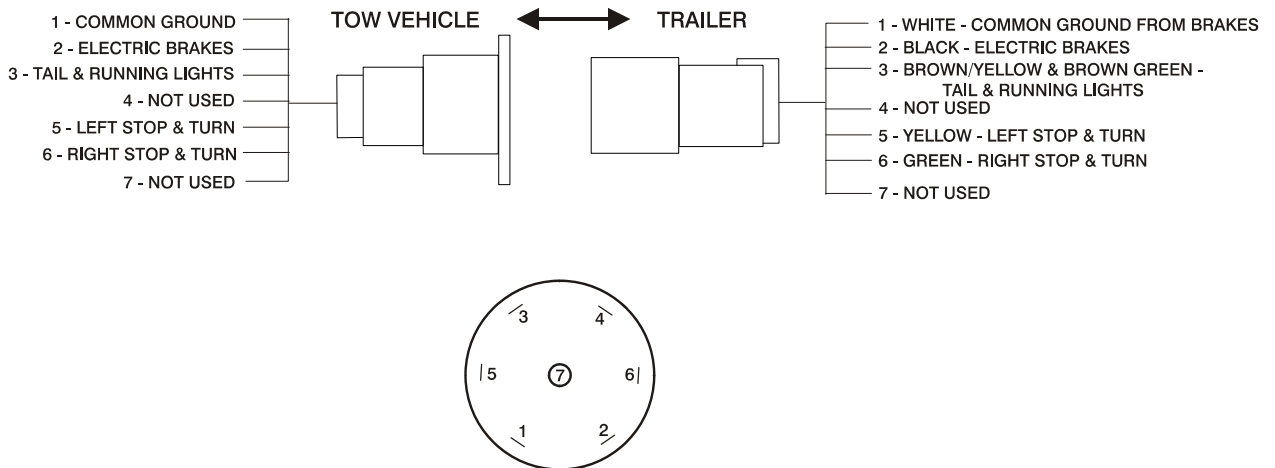 TOW VEHICLE
TRAILER
1 - COMMON GROUND
2 - ELECTRIC BRAKES
3 - TAIL & RUNNING LIGHTS
4 - NOT USED
5 - LEFT STOP & TURN
6 - RIGHT STOP & TURN
7 - NOT USED
1 - WHITE - COMMON GROUND FROM BRAKES
2 - BLACK - ELECTRIC BRAKES
3 - BROWN/YELLOW & BROWN GREEN -
TAIL & RUNNING LIGHTS
4 - NOT USED
5 - YELLOW - LEFT STOP & TURN
6 - GREEN - RIGHT STOP & TURN
7 - NOT USED
3
4
5
7
6
1
2